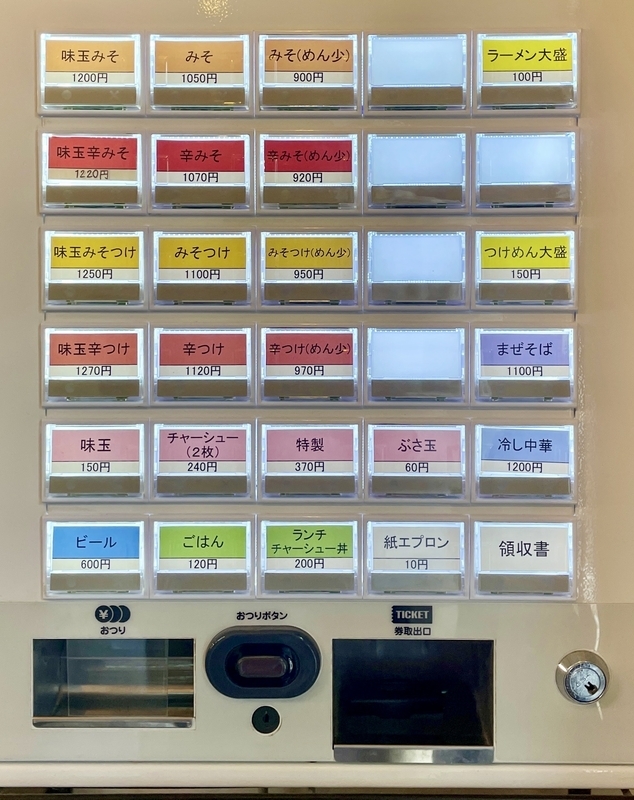 味玉みそ
1200円
みそ
1050円
みそ(めん少)
900円
ラーメン大盛
100円
味玉辛みそ
1220円
辛みそ
1070円
辛みそ(めん少)
920円
味玉みそつけ
1250円
みそつけ
1100円
みそつけ(めん少)
950円
つけめん大盛
150円
味玉辛つけ
1270円
辛つけ
1120円
辛つけ(めん少)
970円
まぜそば
1100円
味玉
150円
チャーシュー
(2枚)
240円
特製
370円
ぶさ玉
60円
冷し中華
1200円
ビール
600円
ごはん
120円
ランチ
チャーシュー丼
200円
紙エプロン
10円
領収書
¥
おつり
おつりボタン
TICKET
券取出口